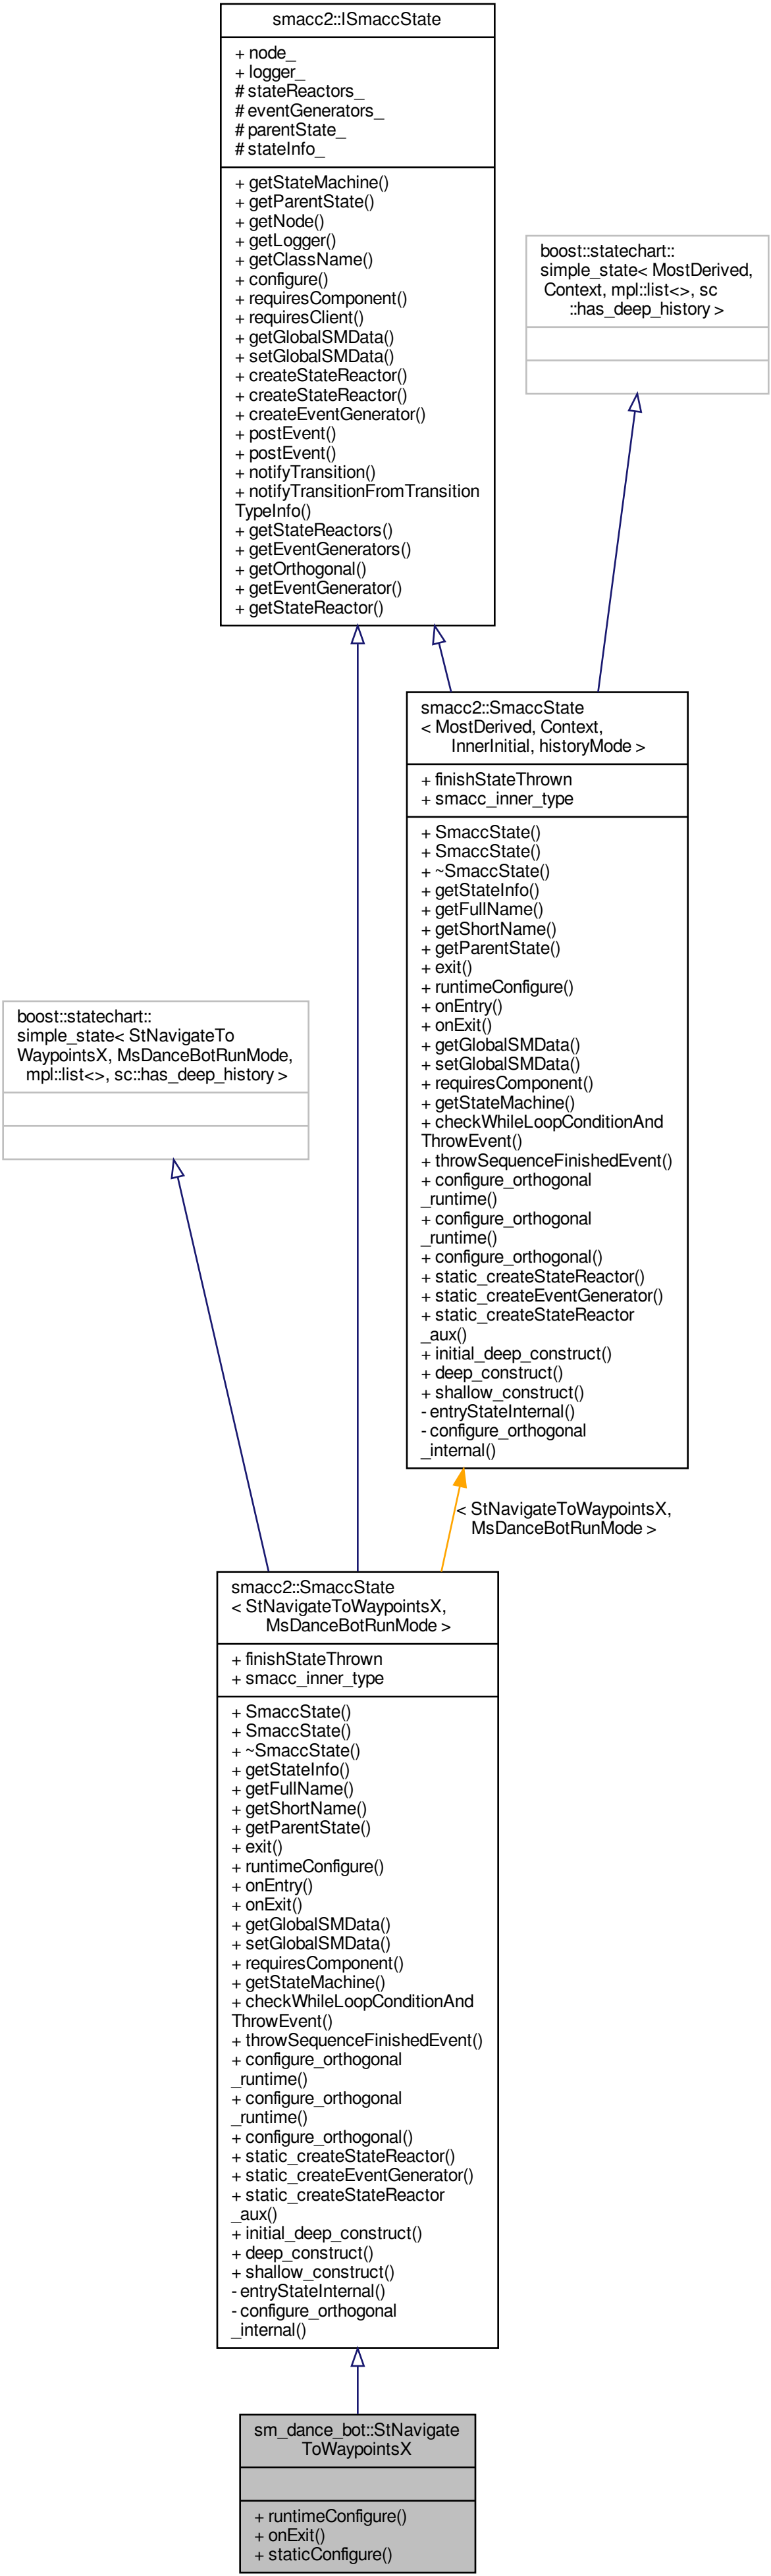 smacc2::ISmaccState
+ node_
+ logger_
# stateReactors_
# eventGenerators_
# parentState_
# stateInfo_
+ getStateMachine()
+ getParentState()
+ getNode()
+ getLogger()
+ getClassName()
+ configure()
+ requiresComponent()
+ requiresClient()
+ getGlobalSMData()
+ setGlobalSMData()
+ createStateReactor()
+ createStateReactor()
+ createEventGenerator()
+ postEvent()
+ postEvent()
+ notifyTransition()
+ notifyTransitionFromTransition
TypeInfo()
+ getStateReactors()
+ getEventGenerators()
+ getOrthogonal()
+ getEventGenerator()
+ getStateReactor()
boost::statechart::
simple_state< MostDerived,
Context, mpl::list<>, sc
::has_deep_history >
smacc2::SmaccState
< MostDerived, Context,
InnerInitial, historyMode >
+ finishStateThrown
+ smacc_inner_type
+ SmaccState()
+ SmaccState()
+ ~SmaccState()
+ getStateInfo()
+ getFullName()
+ getShortName()
+ getParentState()
+ exit()
+ runtimeConfigure()
+ onEntry()
+ onExit()
+ getGlobalSMData()
+ setGlobalSMData()
+ requiresComponent()
+ getStateMachine()
+ checkWhileLoopConditionAnd
ThrowEvent()
+ throwSequenceFinishedEvent()
+ configure_orthogonal
_runtime()
+ configure_orthogonal
_runtime()
+ configure_orthogonal()
+ static_createStateReactor()
+ static_createEventGenerator()
+ static_createStateReactor
_aux()
+ initial_deep_construct()
+ deep_construct()
+ shallow_construct()
- entryStateInternal()
- configure_orthogonal
_internal()
boost::statechart::
simple_state< StNavigateTo
WaypointsX, MsDanceBotRunMode,
mpl::list<>, sc::has_deep_history >
< StNavigateToWaypointsX,
MsDanceBotRunMode >
smacc2::SmaccState
< StNavigateToWaypointsX,
MsDanceBotRunMode >
+ finishStateThrown
+ smacc_inner_type
+ SmaccState()
+ SmaccState()
+ ~SmaccState()
+ getStateInfo()
+ getFullName()
+ getShortName()
+ getParentState()
+ exit()
+ runtimeConfigure()
+ onEntry()
+ onExit()
+ getGlobalSMData()
+ setGlobalSMData()
+ requiresComponent()
+ getStateMachine()
+ checkWhileLoopConditionAnd
ThrowEvent()
+ throwSequenceFinishedEvent()
+ configure_orthogonal
_runtime()
+ configure_orthogonal
_runtime()
+ configure_orthogonal()
+ static_createStateReactor()
+ static_createEventGenerator()
+ static_createStateReactor
_aux()
+ initial_deep_construct()
+ deep_construct()
+ shallow_construct()
- entryStateInternal()
- configure_orthogonal
_internal()
sm_dance_bot::StNavigate
ToWaypointsX
+ runtimeConfigure()
+ onExit()
+ staticConfigure()